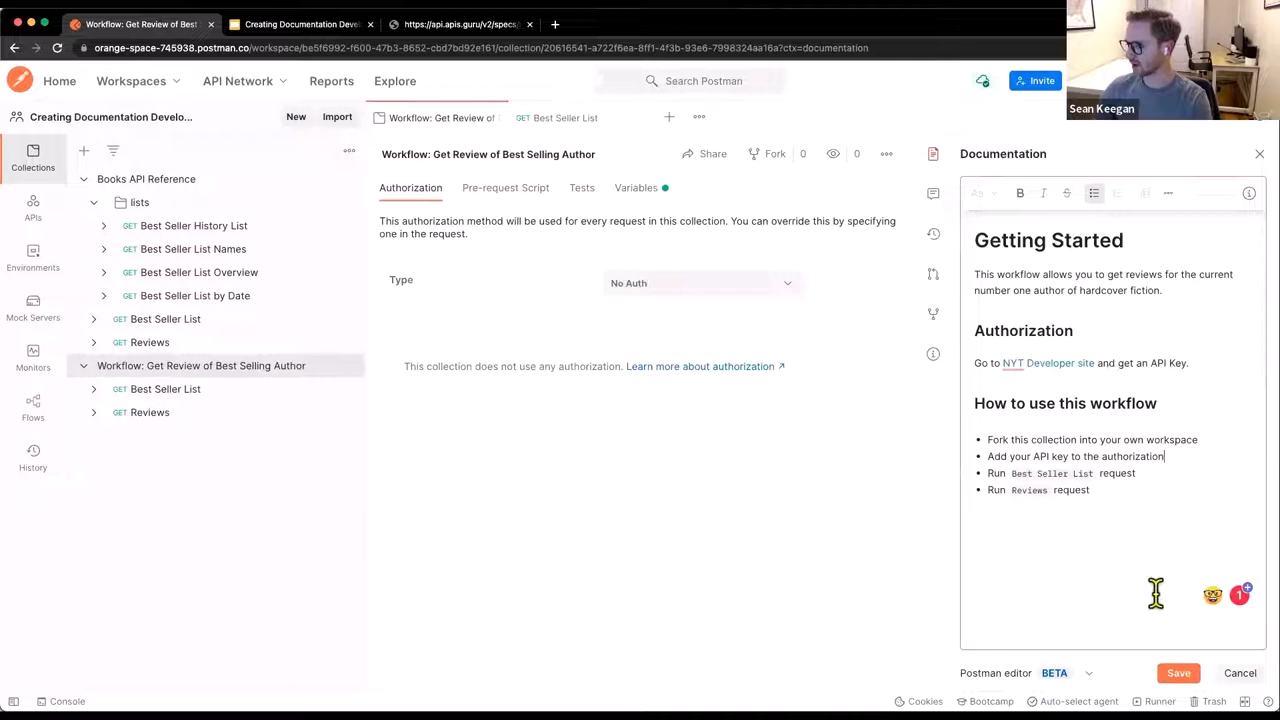 Workflow: Get Review of Best S
Creating Documentation Devel
https://api.apis.guru/v2/specs/
orange-space-745938.postman.co/workspace/be5f6992-f600-47b3-8652-cbd7bd92e161/collection/20616541-a722f6ea-8ff1-4f3b-93e6-7998324aa16a?ctx=documentation
Home
Workspaces
API Network
Reports
Explore
Search Postman
Invite
Sean Keegan
Creating Documentation Develo...
New
Import
Workflow: Get Review of
GET Best Seller List
Collections
APIs
Environments
Mock Servers
Monitors
Flows
History
Books API Reference
lists
GET Best Seller History List
GET Best Seller List Names
GET Best Seller List Overview
GET Best Seller List by Date
GET Best Seller List
GET Reviews
Workflow: Get Review of Best Selling Author
GET Best Seller List
GET Reviews
Workflow: Get Review of Best Selling Author
Share
Fork
0
0
Authorization
Pre-request Script
Tests
Variables
This authorization method will be used for every request in this collection. You can override this by specifying
one in the request.
Type
No Auth
This collection does not use any authorization. Learn more about authorization ↗
Documentation
Aa
B
I
S
Getting Started
This workflow allows you to get reviews for the current
number one author of hardcover fiction.
Authorization
Go to NYT Developer site and get an API Key.
How to use this workflow
• Fork this collection into your own workspace
• Add your API key to the authorization
• Run Best Seller List request
• Run Reviews request
1
Postman editor
BETA
Save
Cancel
Console
Cookies
Bootcamp
Auto-select agent
Runner
Trash